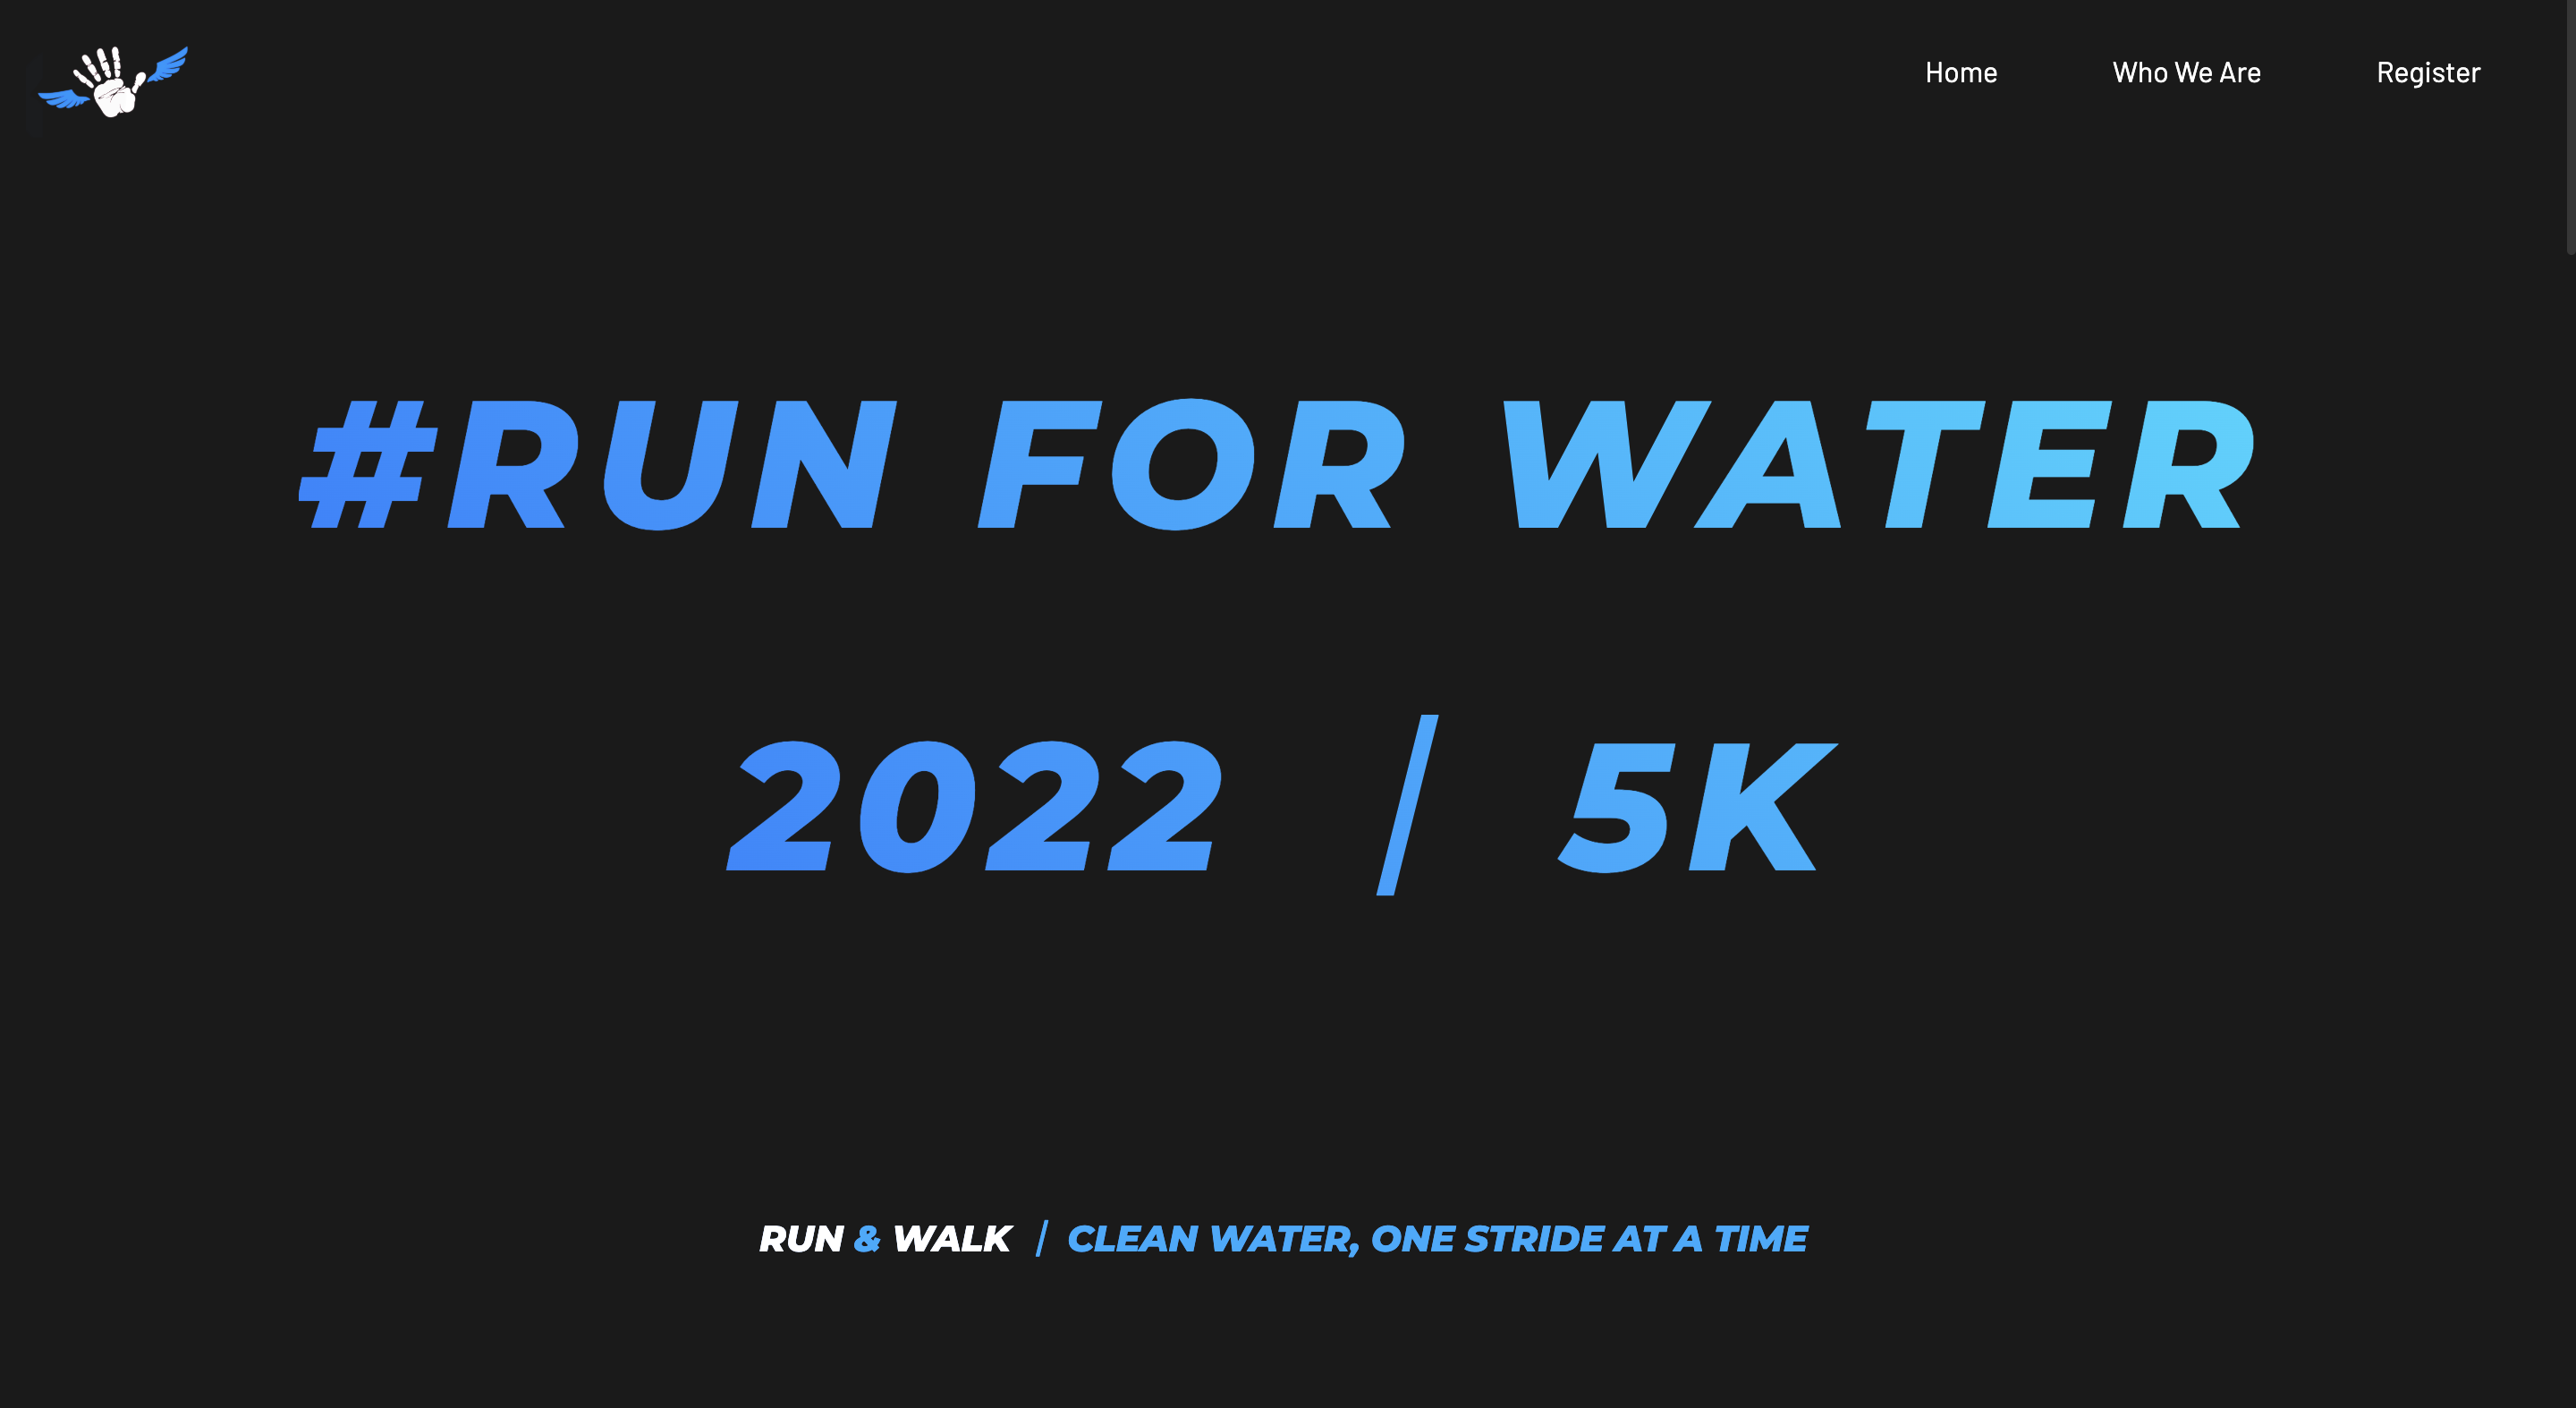 Home Who We Are Register
#RUN FOR WATER
2022 / 5K
RUN & WALK / CLEAN WATER, ONE STRIDE AT A TIME